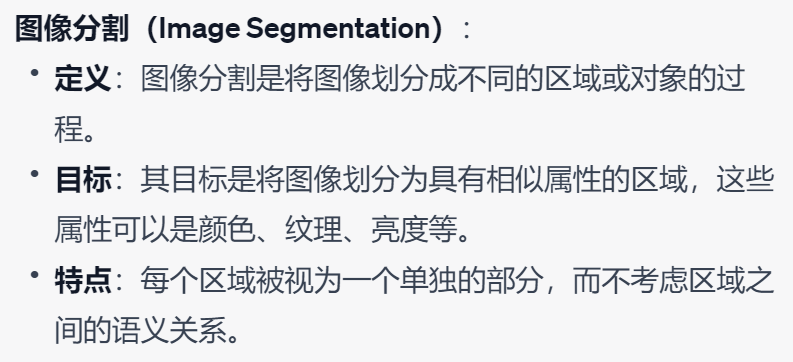 图像分割（Image Segmentation）：
• 定义：图像分割是将图像划分成不同的区域或对象的过
程。
• 目标：其目标是将图像划分为具有相似属性的区域，这些
属性可以是颜色、纹理、亮度等。
• 特点：每个区域被视为一个单独的部分，而不考虑区域之
间的语义关系。